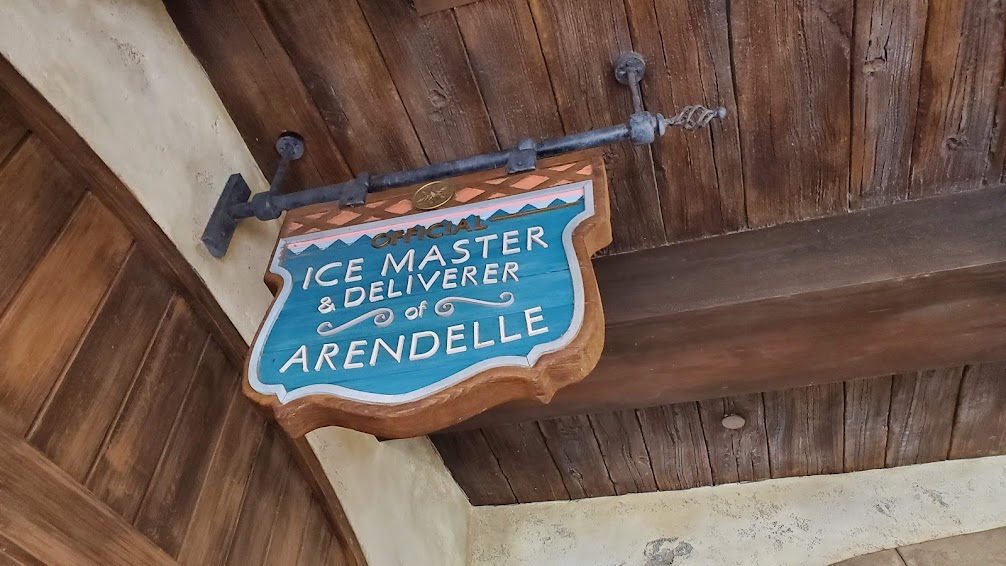 OFFICIAL
ICE MASTER
& DELIVERER
of
ARENDELLE